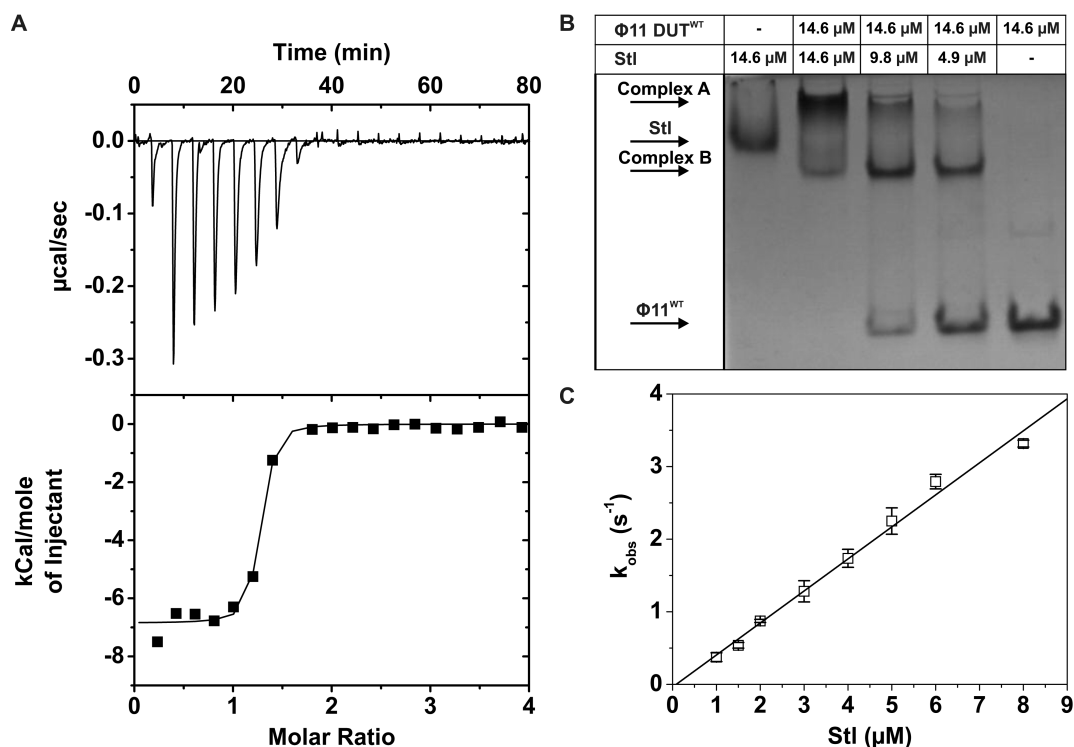 A
Time (min)
0 20 40 60 80
0.0
-0.1
-0.2
-0.3
µcal/sec
0
-2
-4
-6
-8
kCal/mole
of Injectant
0 1 2 3 4
Molar Ratio
B
Φ11 DUT^WT - 14.6 µM 14.6 µM 14.6 µM 14.6 µM
Stl 14.6 µM 14.6 µM 9.8 µM 4.9 µM -
Complex A
Stl
Complex B
Φ11^WT
C
4
3
2
1
0
k_obs (s^-1)
0 1 2 3 4 5 6 7 8 9
Stl (µM)